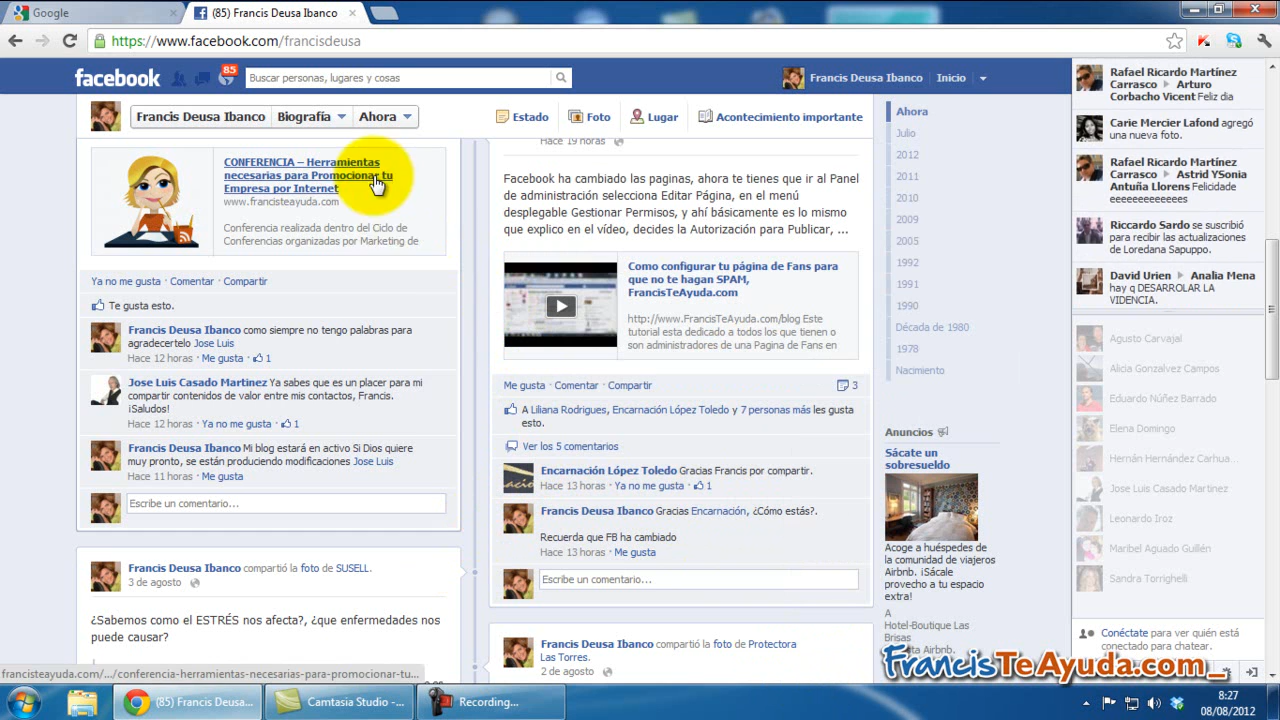 Google
(85) Francis Deusa Ibanco
https://www.facebook.com/francisdeusa
facebook
85
Buscar personas, lugares y cosas
Francis Deusa Ibanco
Inicio
Francis Deusa Ibanco
Biografía
Ahora
Estado
Foto
Lugar
Acontecimiento importante
CONFERENCIA – Herramientas
necesarias para Promocionar tu
Empresa por Internet
www.francisteayuda.com
Conferencia realizada dentro del Ciclo de
Conferencias organizadas por Marketing de
Ya no me gusta · Comentar · Compartir
Te gusta esto.
Francis Deusa Ibanco como siempre no tengo palabras para
agradecertelo Jose Luis
Hace 12 horas · Me gusta · 1
Jose Luis Casado Martinez Ya sabes que es un placer para mi
compartir contenidos de valor entre mis contactos, Francis.
¡Saludos!
Hace 12 horas · Ya no me gusta · 1
Francis Deusa Ibanco Mi blog estará en activo Si Dios quiere
muy pronto, se están produciendo modificaciones Jose Luis
Hace 11 horas · Me gusta
Escribe un comentario...
Francis Deusa Ibanco compartió la foto de SUSELL.
3 de agosto
¿Sabemos como el ESTRÉS nos afecta?, ¿que enfermedades nos
puede causar?
Hace 19 horas
Facebook ha cambiado las paginas, ahora te tienes que ir al Panel
de administración selecciona Editar Página, en el menú
desplegable Gestionar Permisos, y ahí básicamente es lo mismo
que explico en el vídeo, decides la Autorización para Publicar, ...
Como configurar tu página de Fans para
que no te hagan SPAM,
FrancisTeAyuda.com
http://www.FrancisTeAyuda.com/blog Este
tutorial esta dedicado a todos los que tienen o
son administradores de una Pagina de Fans en
Me gusta · Comentar · Compartir
3
A Liliana Rodrigues, Encarnación López Toledo y 7 personas más les gusta
esto.
Ver los 5 comentarios
Encarnación López Toledo Gracias Francis por compartir.
Hace 13 horas · Ya no me gusta · 1
Francis Deusa Ibanco Gracias Encarnación, ¿Cómo estás?.
Recuerda que FB ha cambiado
Hace 13 horas · Me gusta
Escribe un comentario...
Francis Deusa Ibanco compartió la foto de Protectora
Las Torres.
2 de agosto
Ahora
Julio
2012
2011
2010
2009
2005
1992
1991
1990
Década de 1980
1978
Nacimiento
Anuncios
Sácate un
sobresueldo
Acoge a huéspedes de
la comunidad de viajeros
Airbnb. ¡Sácale
provecho a tu espacio
extra!
A
Hotel-Boutique Las
Brisas
Airbnb.
Rafael Ricardo Martínez
Carrasco ▸ Arturo
Corbacho Vicent Feliz dia
Carie Mercier Lafond agregó
una nueva foto.
Rafael Ricardo Martínez
Carrasco ▸ Astrid YSonia
Antuña Llorens Felicidade
eeeeeeeeeeeees
Riccardo Sardo se suscribió
para recibir las actualizaciones
de Loredana Sapuppo.
David Urien ▸ Analia Mena
hay q DESAROLLAR LA
VIDENCIA.
Agusto Carvajal
Alicia Gonzalvez Campos
Eduardo Núñez Barrado
Elena Domingo
Hernán Hernández Carhua...
Jose Luis Casado Martinez
Leonardo Iroz
Maribel Aguado Guillén
Sandra Torrighelli
Conéctate para ver quién está
conectado para chatear.
FrancisTeAyuda.com_
francisteayuda.com/.../conferencia-herramientas-necesarias-para-promocionar-tu...
(85) Francis Deusa...
Camtasia Studio -...
Recording...
8:27
08/08/2012